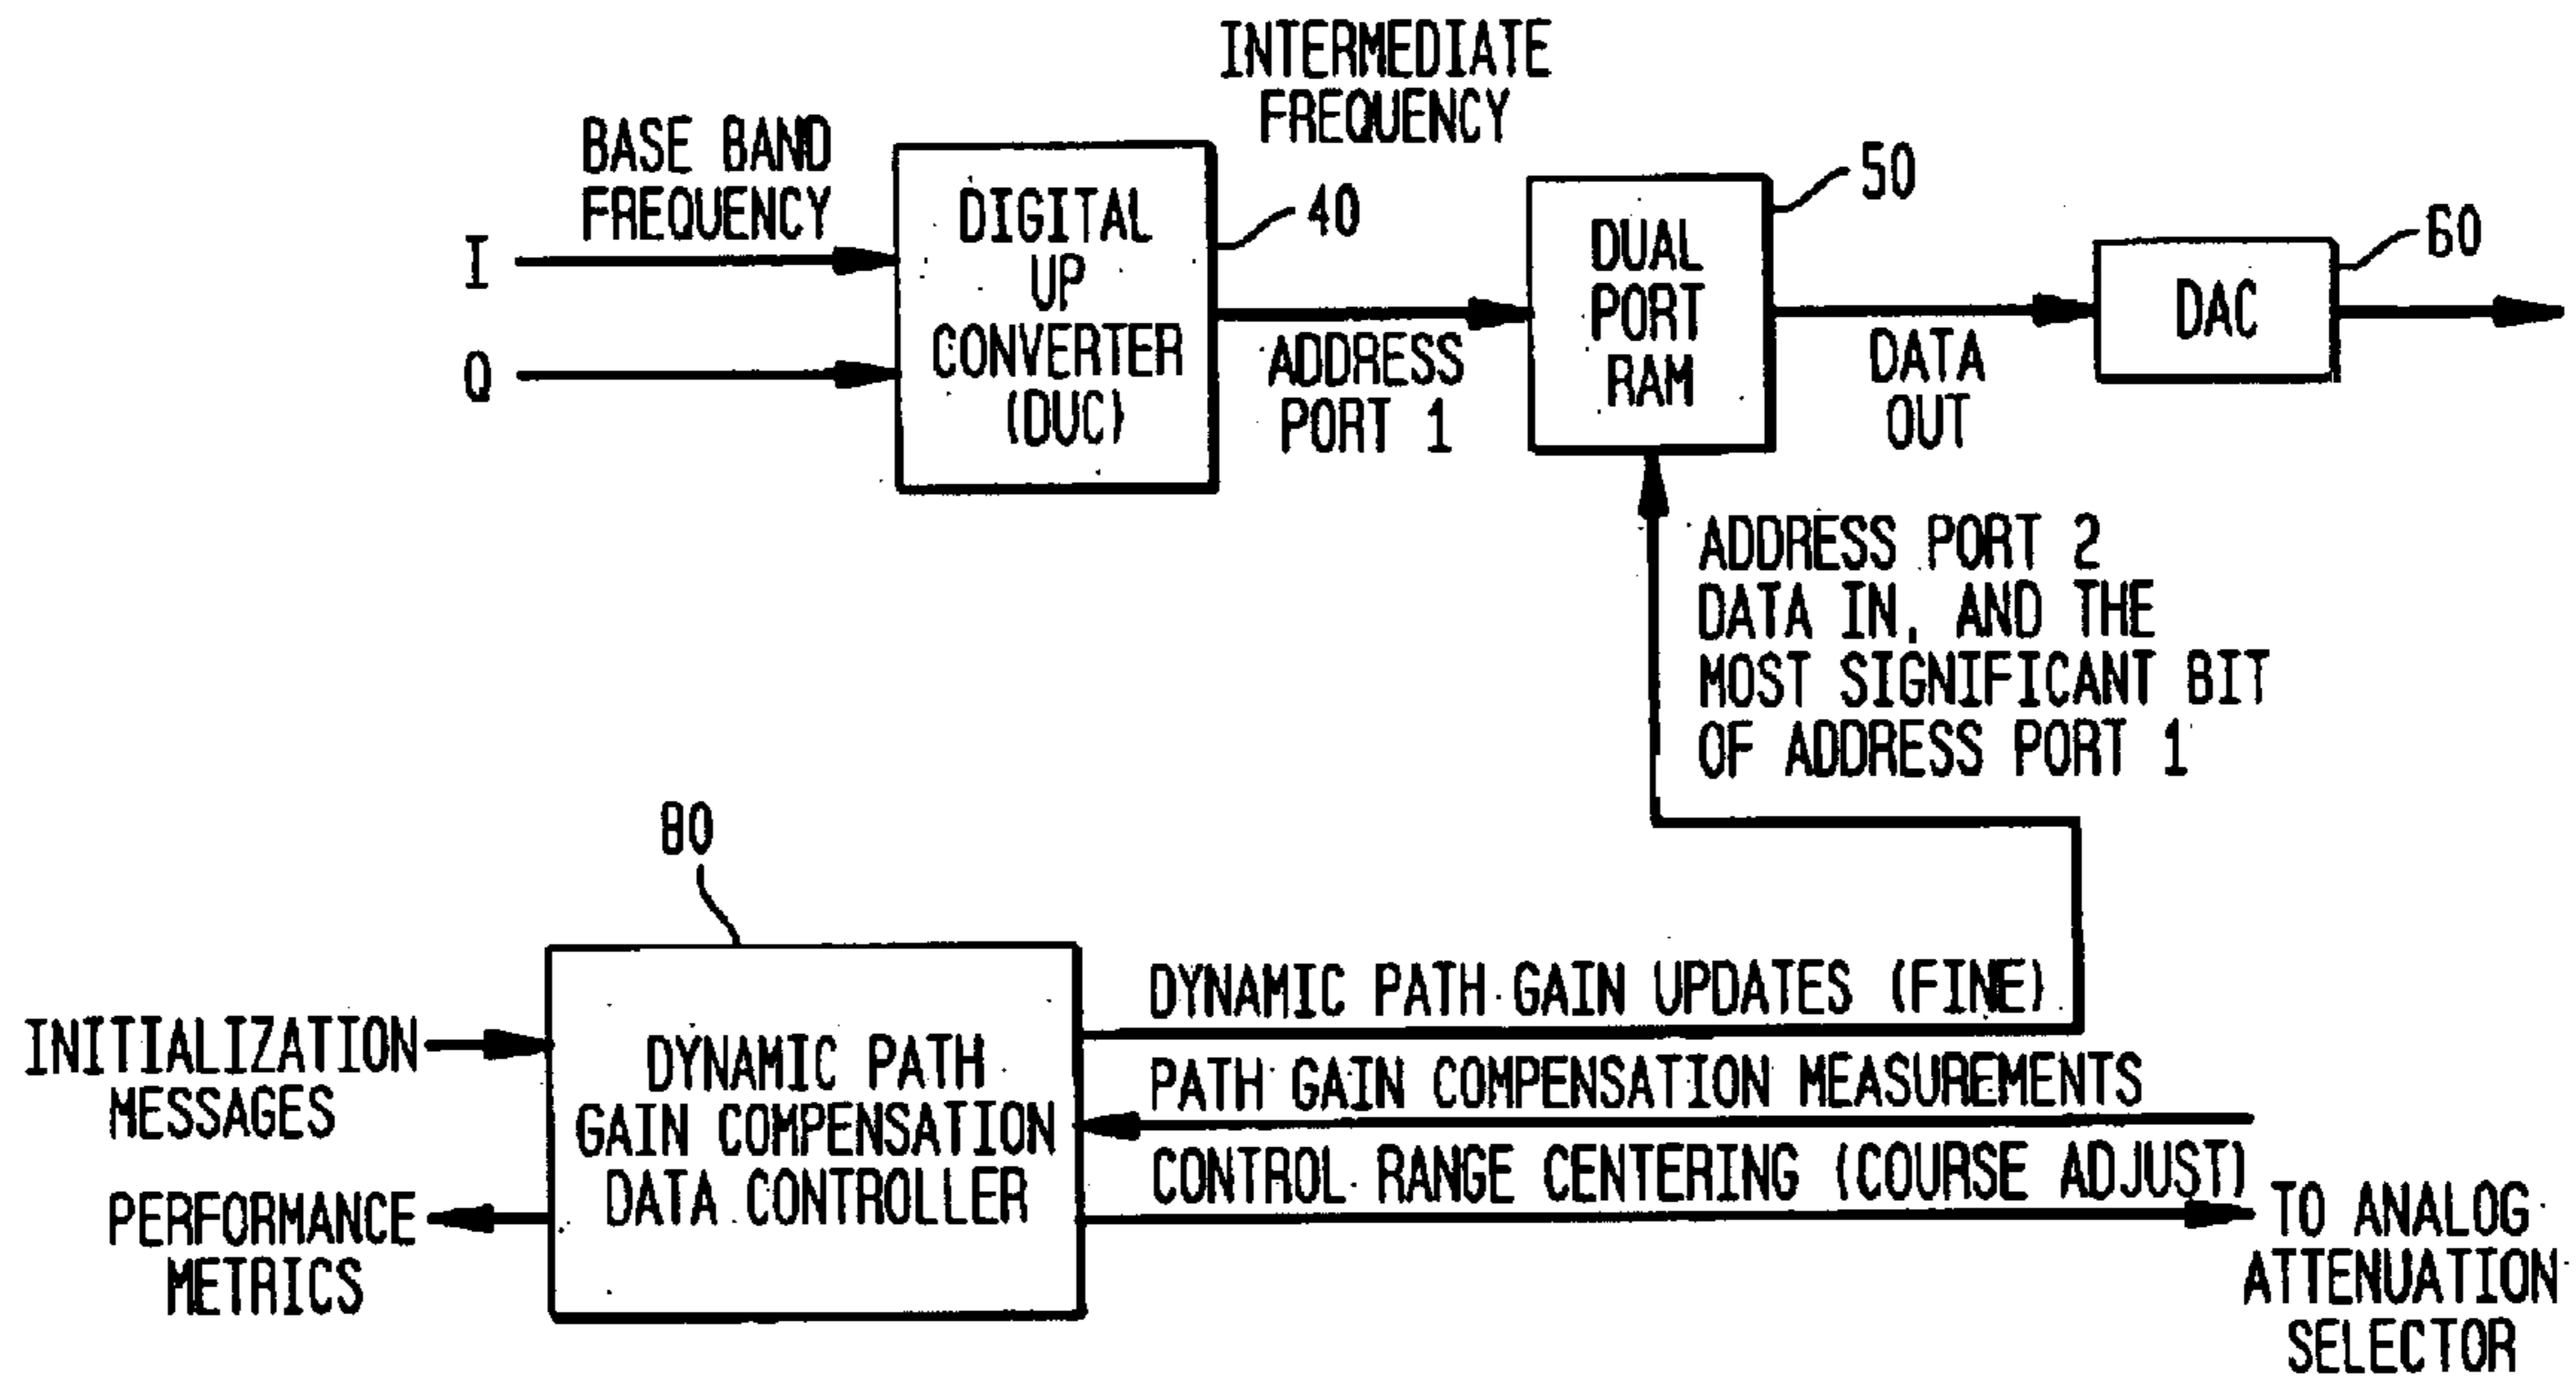 INTERMEDIATE
FREQUENCY
BASE BAND
FREQUENCY
I
Q
DIGITAL
UP
CONVERTER
(DUC)
40
ADDRESS
PORT 1
DUAL
PORT
RAM
50
DATA
OUT
DAC
60
ADDRESS PORT 2
DATA IN, AND THE
MOST SIGNIFICANT BIT
OF ADDRESS PORT 1
80
INITIALIZATION
MESSAGES
PERFORMANCE
METRICS
DYNAMIC PATH
GAIN COMPENSATION
DATA CONTROLLER
DYNAMIC PATH GAIN UPDATES (FINE)
PATH GAIN COMPENSATION MEASUREMENTS
CONTROL RANGE CENTERING (COURSE ADJUST)
TO ANALOG
ATTENUATION
SELECTOR